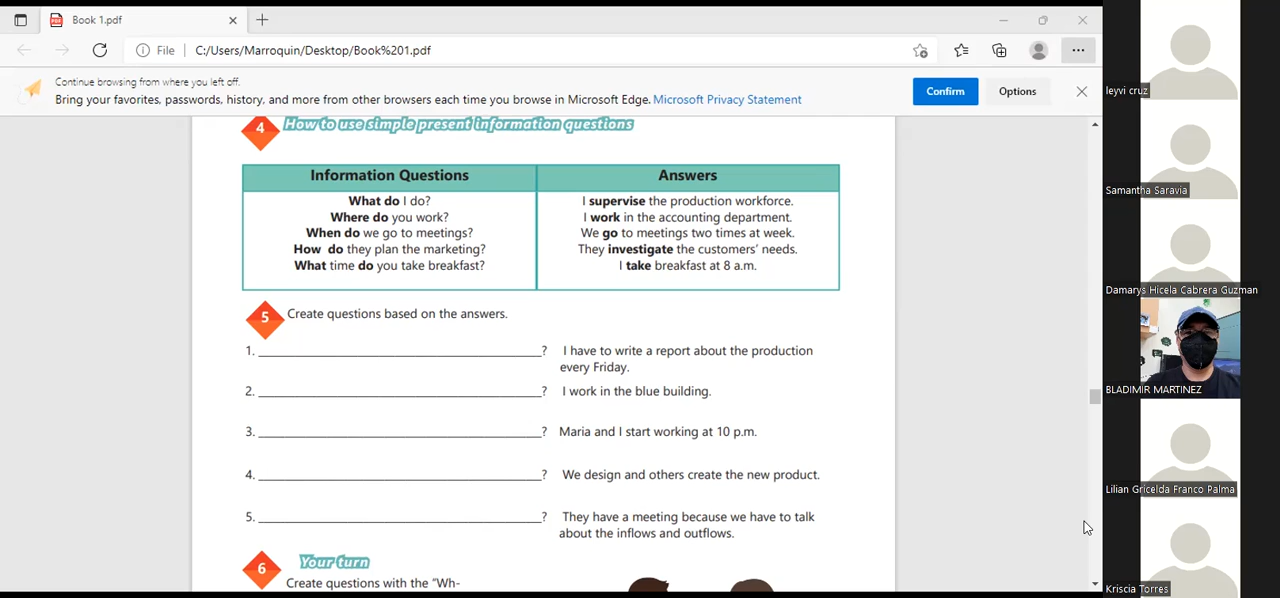 Book 1.pdf
File
C:/Users/Marroquin/Desktop/Book%201.pdf
Continue browsing from where you left off.
Bring your favorites, passwords, history, and more from other browsers each time you browse in Microsoft Edge. Microsoft Privacy Statement
Confirm
Options
4 How to use simple present information questions
Information Questions
What do I do?
Where do you work?
When do we go to meetings?
How do they plan the marketing?
What time do you take breakfast?
Answers
I supervise the production workforce.
I work in the accounting department.
We go to meetings two times at week.
They investigate the customers' needs.
I take breakfast at 8 a.m.
5 Create questions based on the answers.
1. ________________________________________? I have to write a report about the production
every Friday.
2. ________________________________________? I work in the blue building.
3. ________________________________________? Maria and I start working at 10 p.m.
4. ________________________________________? We design and others create the new product.
5. ________________________________________? They have a meeting because we have to talk
about the inflows and outflows.
6 Your turn
Create questions with the "Wh-
leyvi cruz
Samantha Saravia
Damarys Hicela Cabrera Guzman
BLADIMIR MARTINEZ
Lilian Gricelda Franco Palma
Kriscia Torres